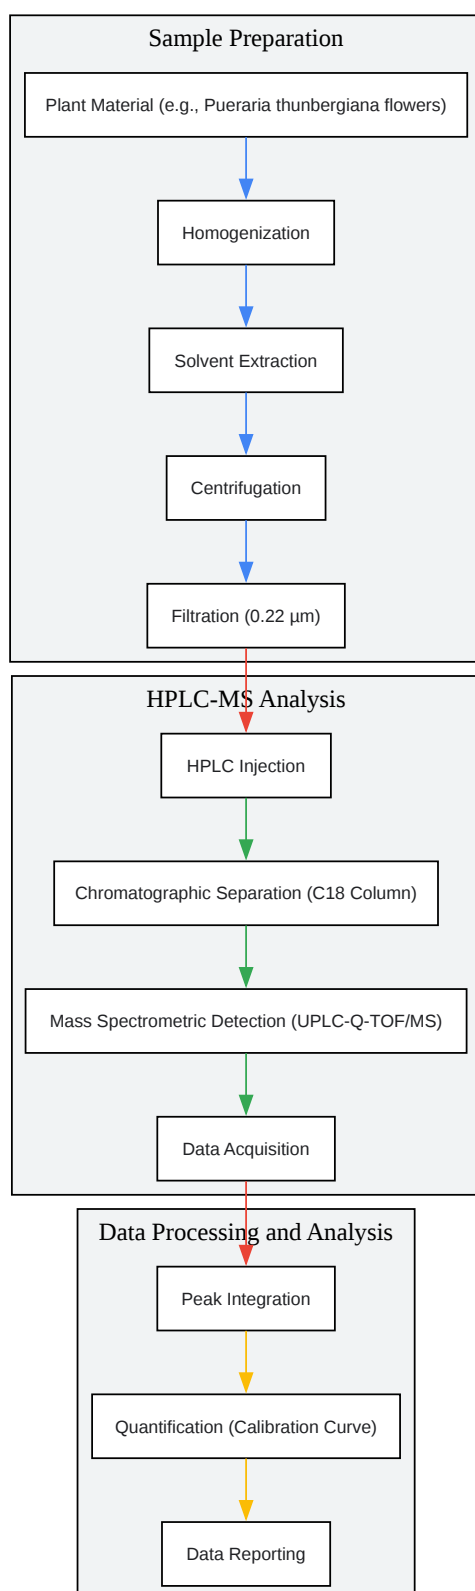 Sample Preparation
Plant Material (e.g., Pueraria thunbergiana flowers)
Homogenization
Solvent Extraction
Centrifugation
Filtration (0.22 µm)
HPLC-MS Analysis
HPLC Injection
Chromatographic Separation (C18 Column)
Mass Spectrometric Detection (UPLC-Q-TOF/MS)
Data Acquisition
Data Processing and Analysis
Peak Integration
Quantification (Calibration Curve)
Data Reporting